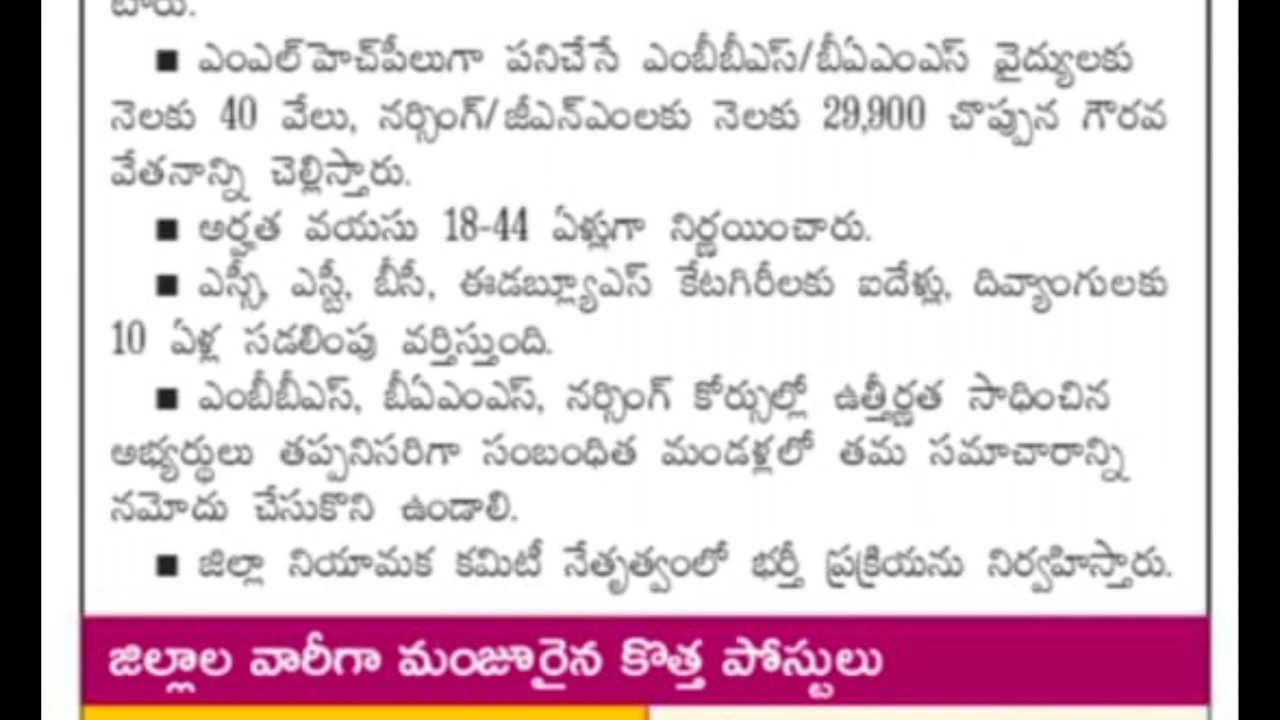 టారు.
■ ఎంఎల్‌హెచ్‌పీలుగా పనిచేసే ఎంబీబీఎస్/బీఏఎంఎస్ వైద్యులకు
నెలకు 40 వేలు, నర్సింగ్/జీఎన్ఎంలకు నెలకు 29,900 చొప్పున గౌరవ
వేతనాన్ని చెల్లిస్తారు.
■ అర్హత వయసు 18-44 ఏళ్లుగా నిర్ణయించారు.
■ ఎస్సీ, ఎస్టీ, బీసీ, ఈడబ్ల్యూఎస్ కేటగిరీలకు ఐదేళ్లు, దివ్యాంగులకు
10 ఏళ్ల సడలింపు వర్తిస్తుంది.
■ ఎంబీబీఎస్, బీఏఎంఎస్, నర్సింగ్ కోర్సుల్లో ఉత్తీర్ణత సాధించిన
అభ్యర్థులు తప్పనిసరిగా సంబంధిత మండళ్లలో తమ సమాచారాన్ని
నమోదు చేసుకొని ఉండాలి.
■ జిల్లా నియామక కమిటీ నేతృత్వంలో భర్తీ ప్రక్రియను నిర్వహిస్తారు.
జిల్లాల వారీగా మంజూరైన కొత్త పోస్టులు